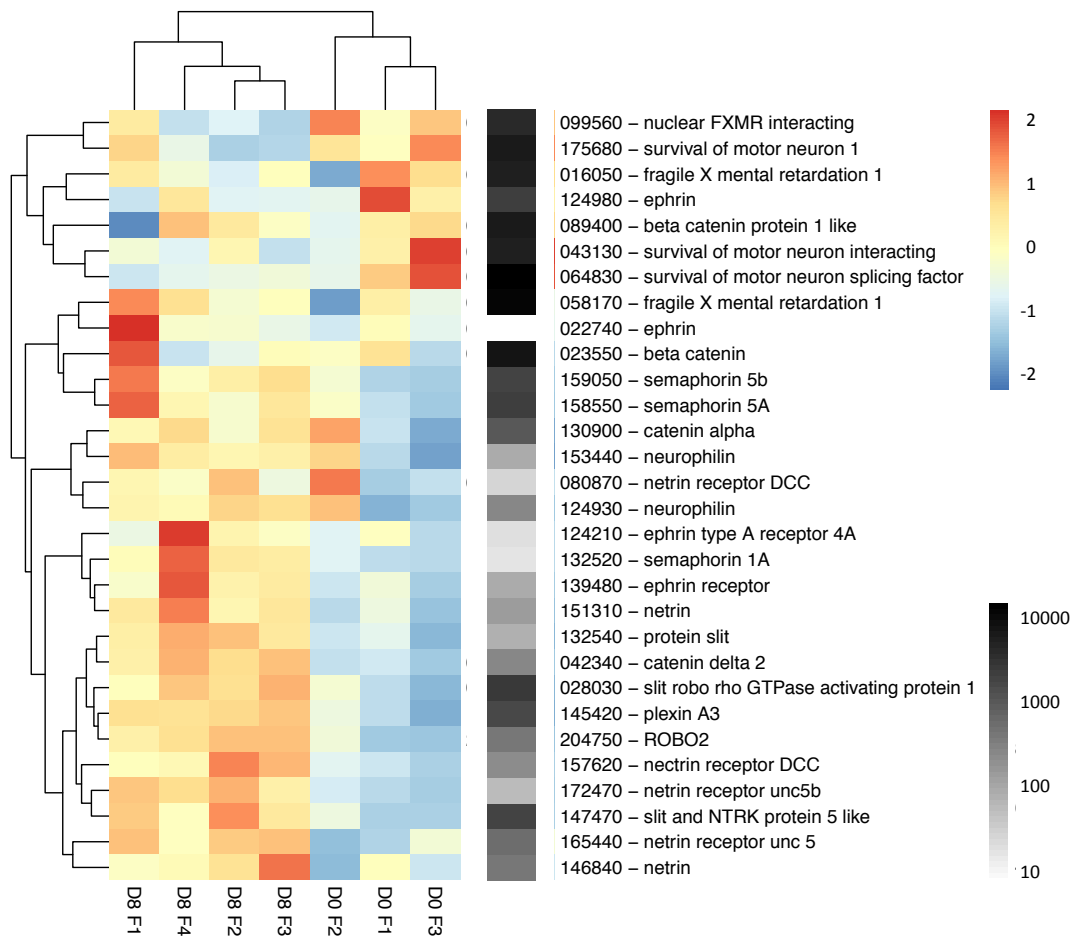 099560 – nuclear FXMR interacting
175680 – survival of motor neuron 1
016050 – fragile X mental retardation 1
124980 – ephrin
089400 – beta catenin protein 1 like
043130 – survival of motor neuron interacting
064830 – survival of motor neuron splicing factor
058170 – fragile X mental retardation 1
022740 – ephrin
023550 – beta catenin
159050 – semaphorin 5b
158550 – semaphorin 5A
130900 – catenin alpha
153440 – neurophilin
080870 – netrin receptor DCC
124930 – neurophilin
124210 – ephrin type A receptor 4A
132520 – semaphorin 1A
139480 – ephrin receptor
151310 – netrin
132540 – protein slit
042340 – catenin delta 2
028030 – slit robo rho GTPase activating protein 1
145420 – plexin A3
204750 – ROBO2
157620 – nectrin receptor DCC
172470 – netrin receptor unc5b
147470 – slit and NTRK protein 5 like
165440 – netrin receptor unc 5
146840 – netrin
D8 F1
D8 F4
D8 F2
D8 F3
D0 F2
D0 F1
D0 F3
2
1
0
-1
-2
10000
1000
100
10